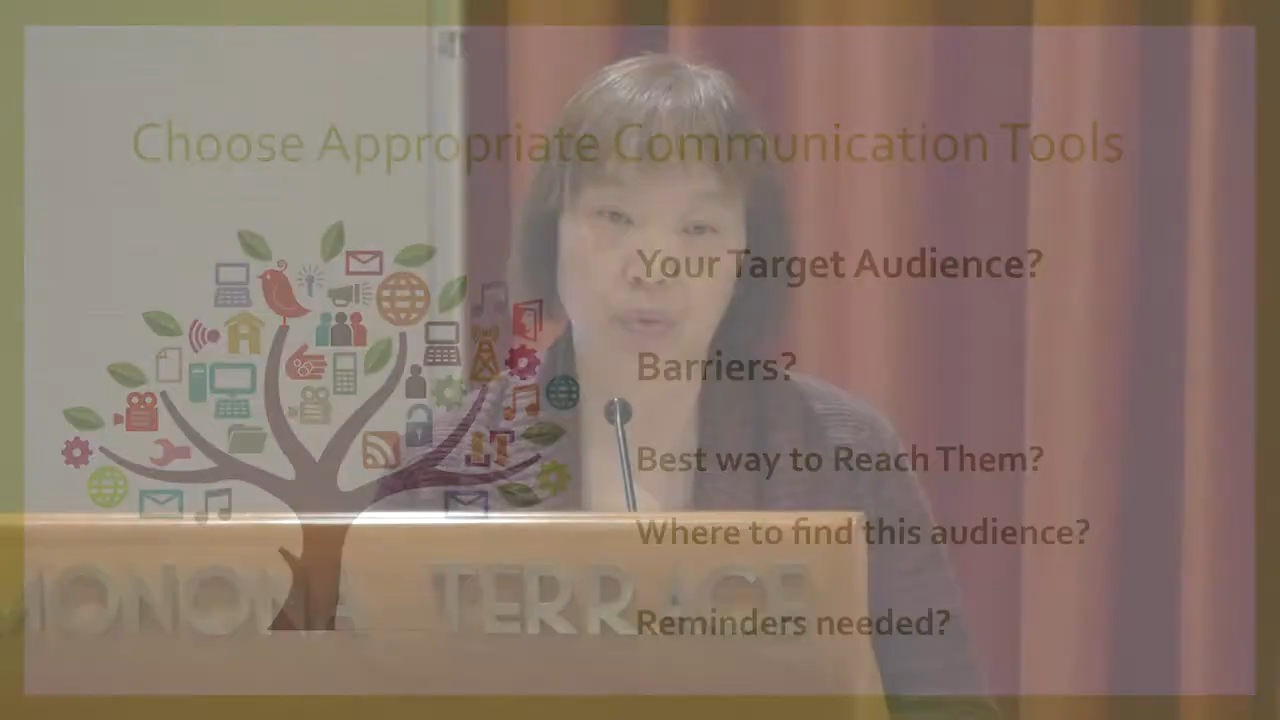 Choose Appropriate Communication Tools
Your Target Audience?
Barriers?
Best way to Reach Them?
Where to find this audience?
MONONA TERRACE
Reminders needed?